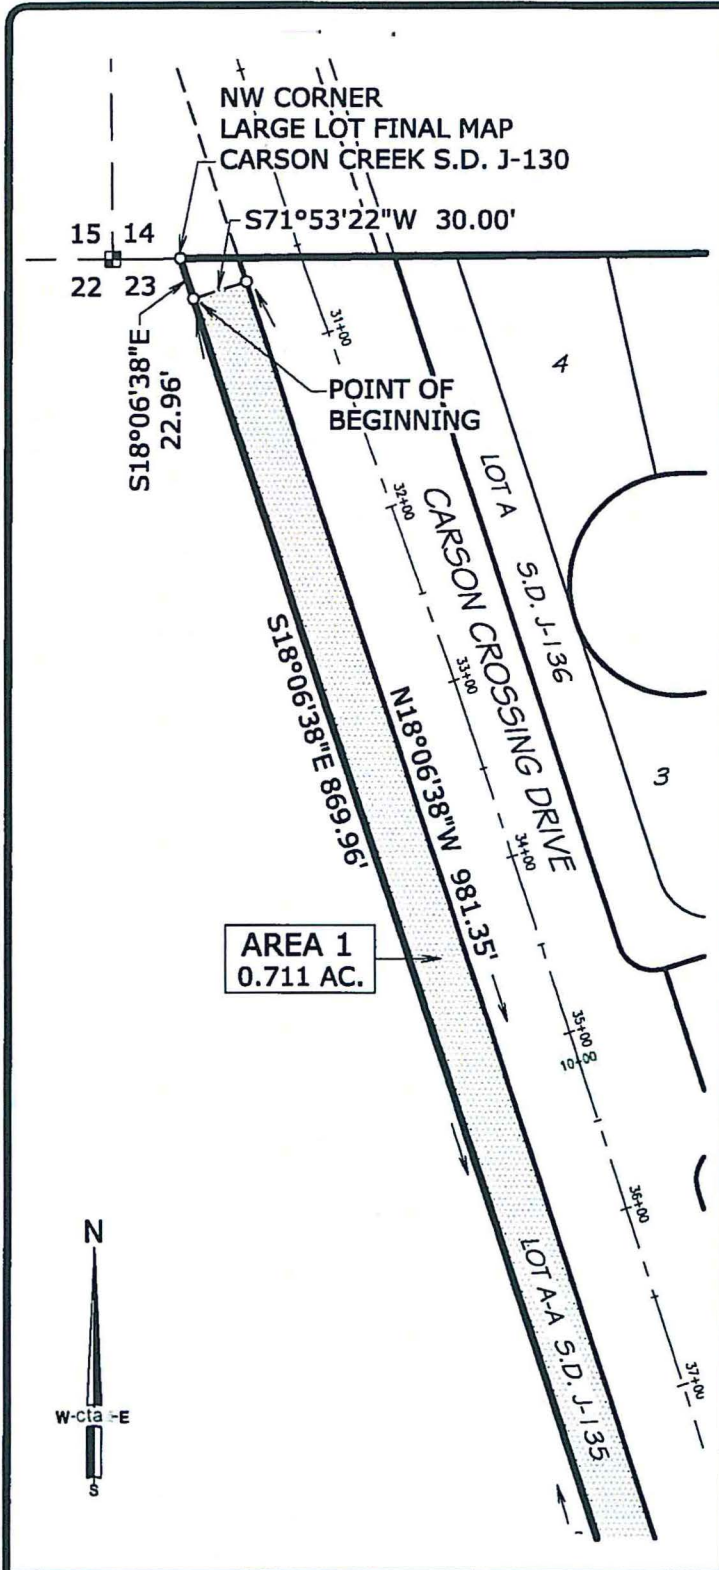 NW CORNER
LARGE LOT FINAL MAP
CARSON CREEK S.D. J-130
S71°53'22"W 30.00'
15 14
22 23
S18°06'38"E
22.96'
31+00
4
POINT OF
BEGINNING
LOT A S.D. J-136
32+00
CARSON CROSSING DRIVE
33+00
S18°06'38"E 869.96'
N18°06'38"W 981.35'
3
34+00
AREA 1
0.711 AC.
35+00
10+00
36+00
N
LOT A-A S.D. J-135
37+00
W-cta-E
S